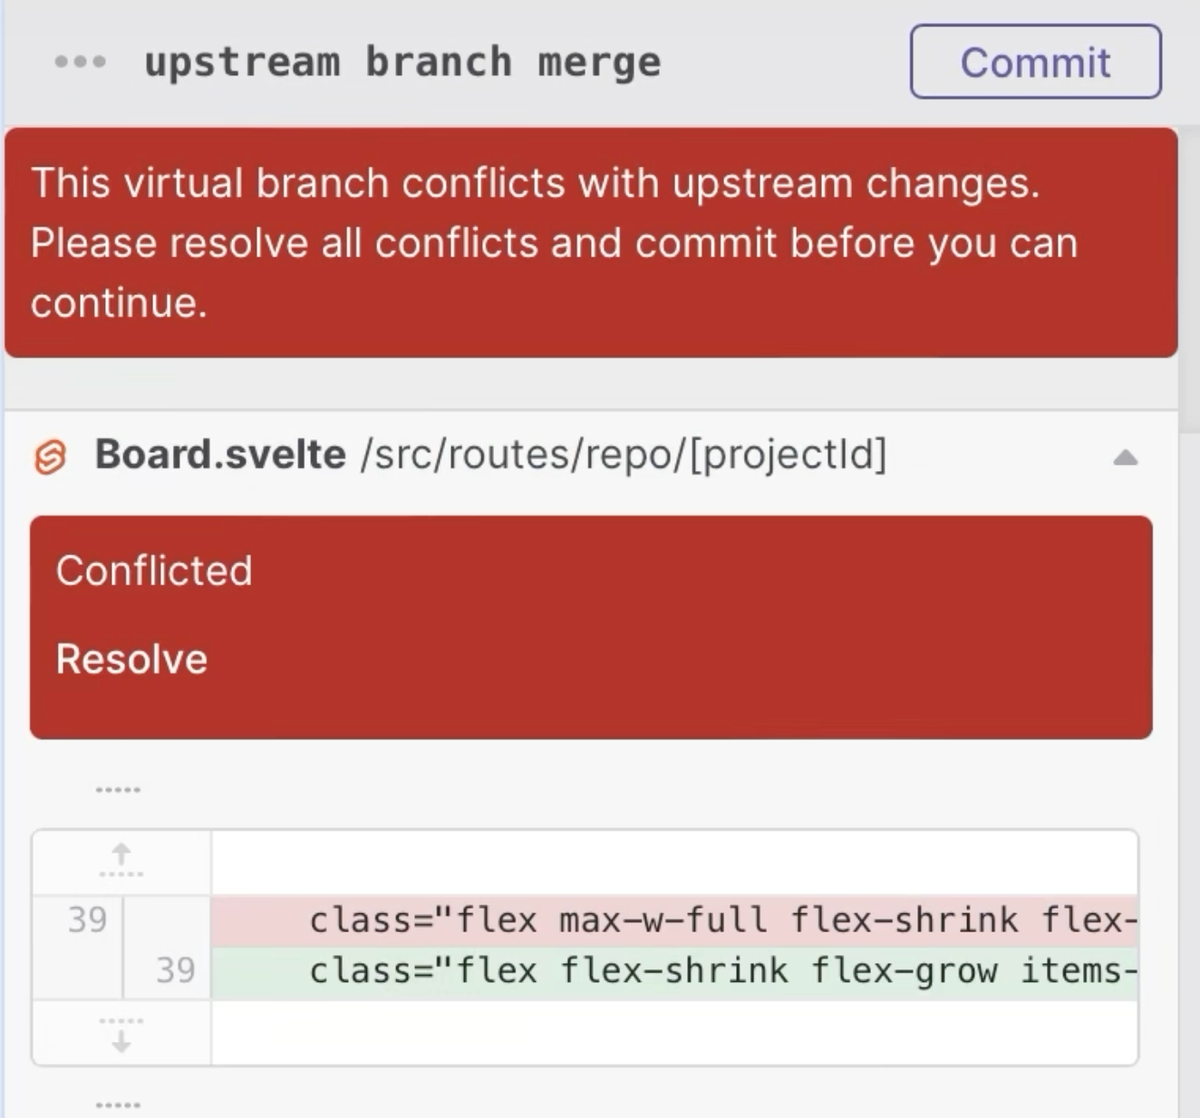 upstream branch merge
Commit
This virtual branch conflicts with upstream changes.
Please resolve all conflicts and commit before you can
continue.
Board.svelte /src/routes/repo/[projectId]
Conflicted
Resolve
39 class="flex max-w-full flex-shrink flex-
39 class="flex flex-shrink flex-grow items-